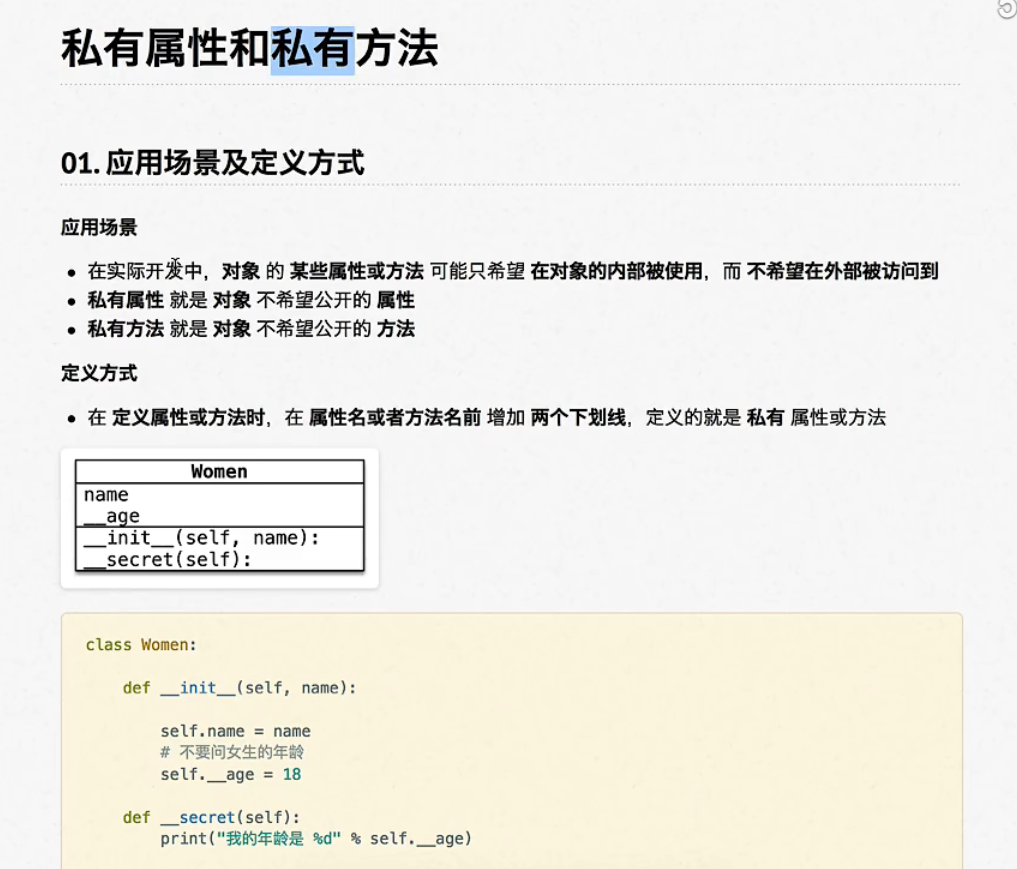 私有属性和私有方法
01. 应用场景及定义方式
应用场景
• 在实际开发中，对象 的 某些属性或方法 可能只希望 在对象的内部被使用，而 不希望在外部被访问到
• 私有属性 就是 对象 不希望公开的 属性
• 私有方法 就是 对象 不希望公开的 方法
定义方式
• 在 定义属性或方法时，在 属性名或者方法名前 增加 两个下划线，定义的就是 私有 属性或方法
Women
name
__age
__init__(self, name):
__secret(self):
class Women:
    def __init__(self, name):
        self.name = name
        # 不要问女生的年龄
        self.__age = 18
    def __secret(self):
        print("我的年龄是 %d" % self.__age)